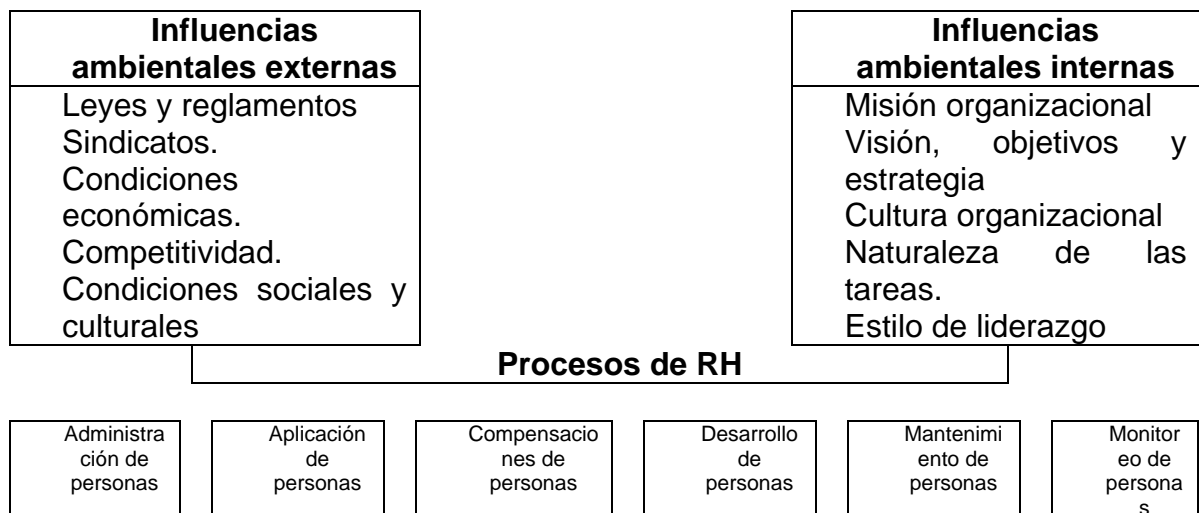 Influencias
ambientales externas
Leyes y reglamentos
Sindicatos.
Condiciones
económicas.
Competitividad.
Condiciones sociales y
culturales
Influencias
ambientales internas
Misión organizacional
Visión, objetivos y
estrategia
Cultura organizacional
Naturaleza de las
tareas.
Estilo de liderazgo
Procesos de RH
Administra
ción de
personas
Aplicación
de
personas
Compensacio
nes de
personas
Desarrollo
de
personas
Mantenimi
ento de
personas
Monitor
eo de
persona
s